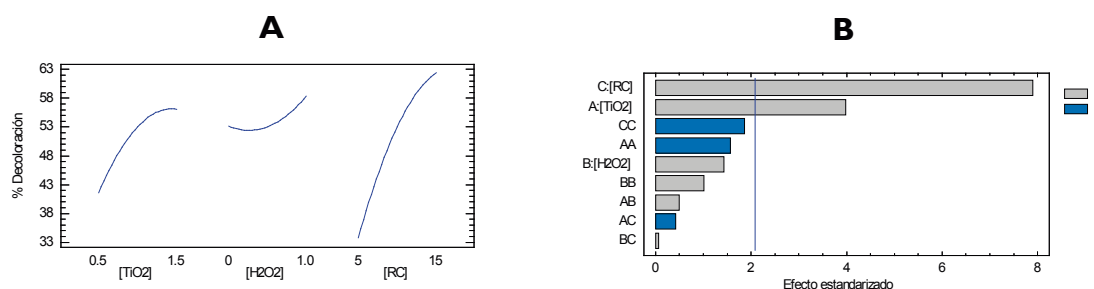 A
% Decoloración
63
58
53
48
43
38
33
0.5 1.5 0 1.0 5 15
[TiO2] [H2O2] [RC]
B
C:[RC]
A:[TiO2]
CC
AA
B:[H2O2]
BB
AB
AC
BC
0 2 4 6 8
Efecto estandarizado